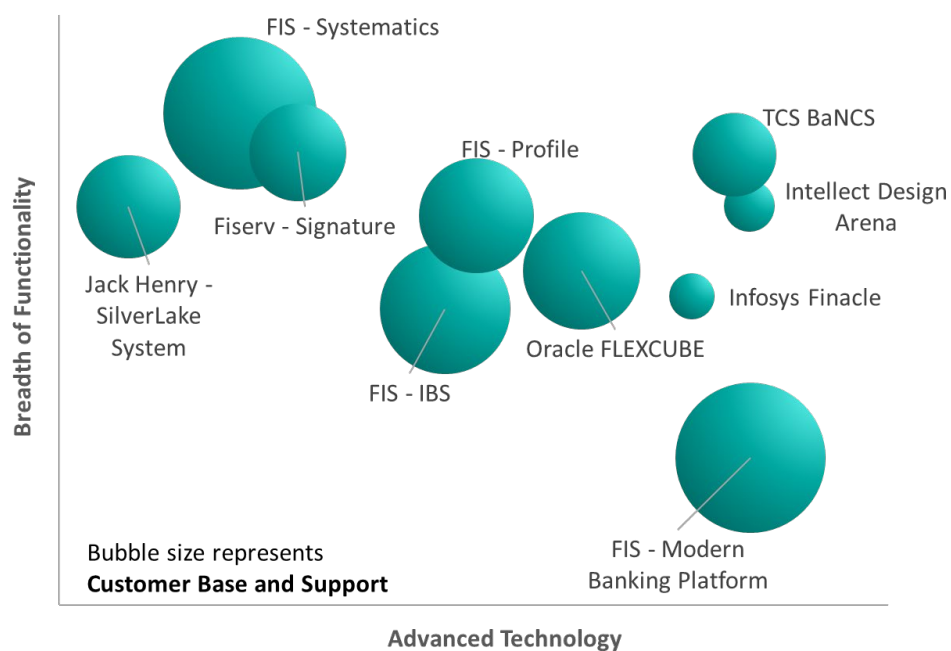 FIS - Systematics
TCS BaNCS
FIS - Profile
Intellect Design
Arena
Fiserv - Signature
Jack Henry -
SilverLake
System
Infosys Finacle
Oracle FLEXCUBE
FIS - IBS
FIS - Modern
Banking Platform
Bubble size represents
Customer Base and Support
Breadth of Functionality
Advanced Technology